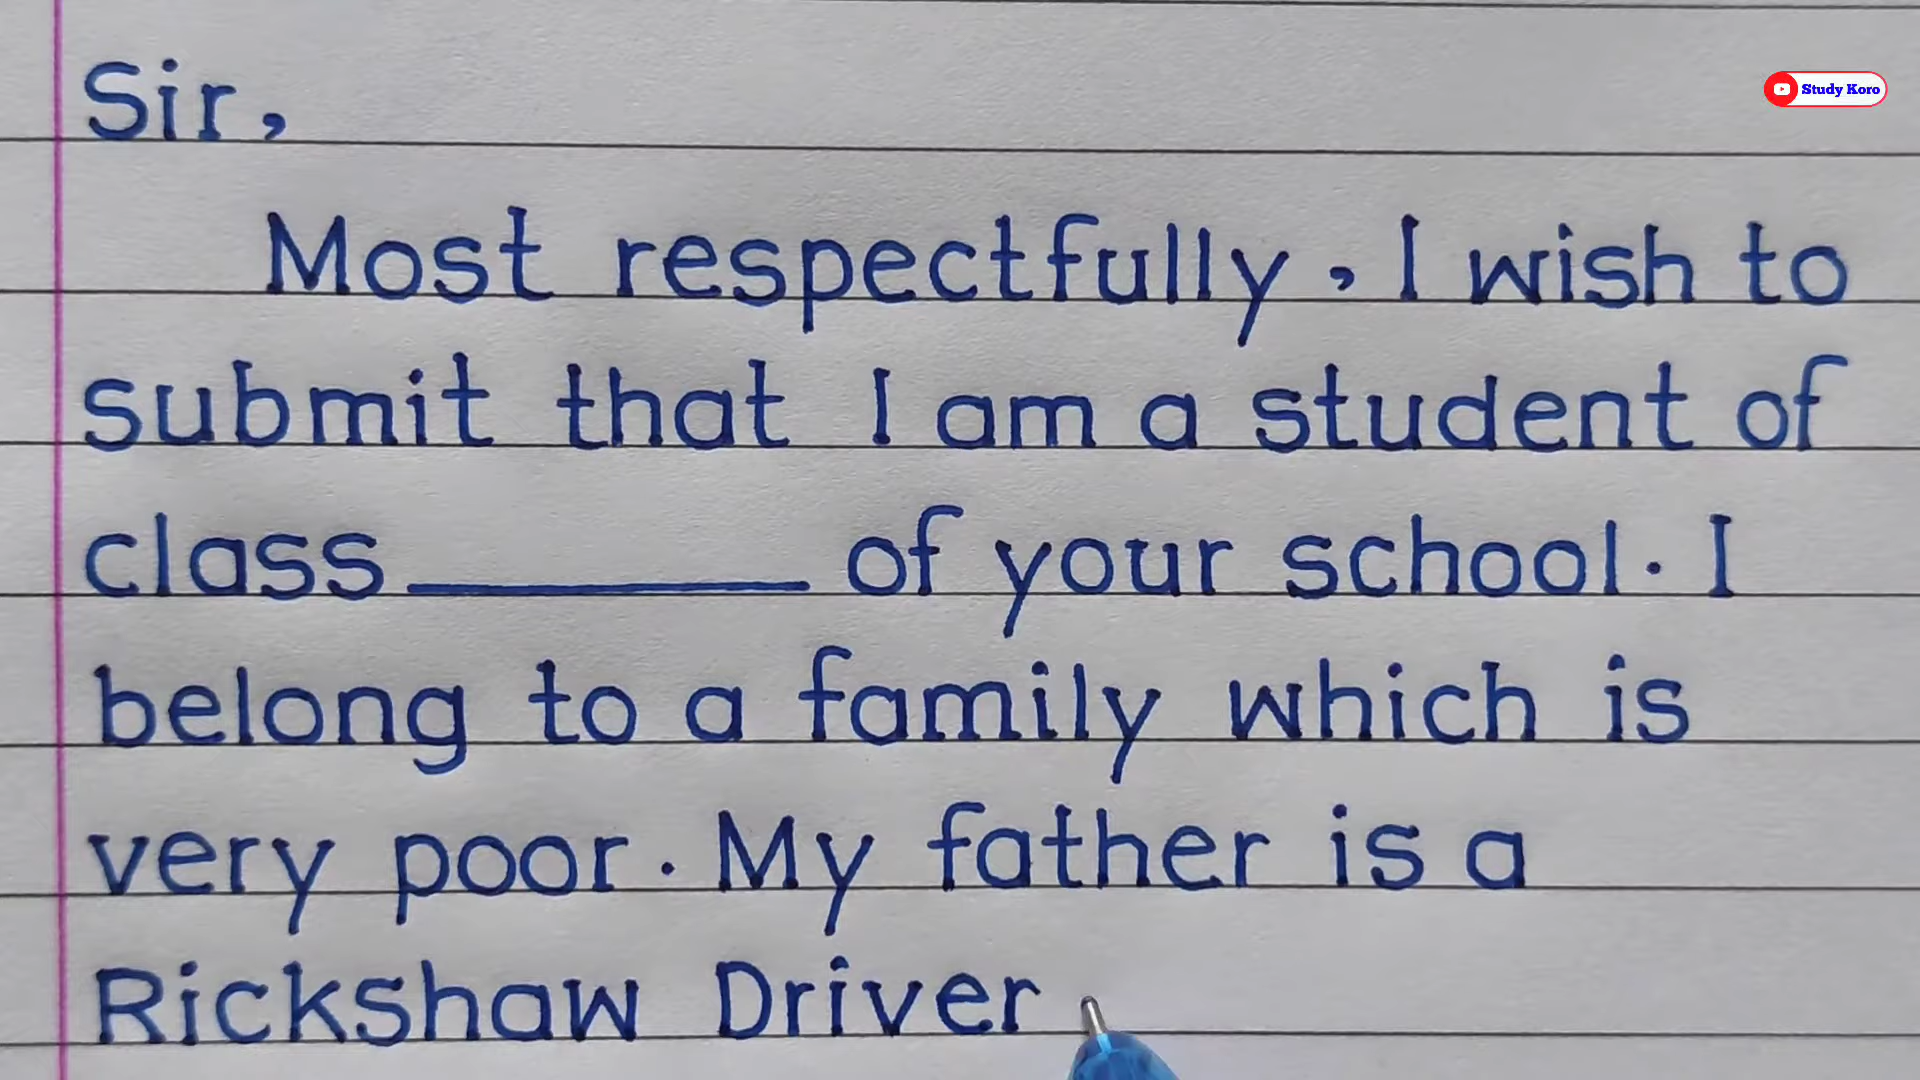 Sir,
Study Koro
Most respectfully, I wish to
submit that I am a student of
class ________ of your school. I
belong to a family which is
very poor. My father is a
Rickshaw Driver